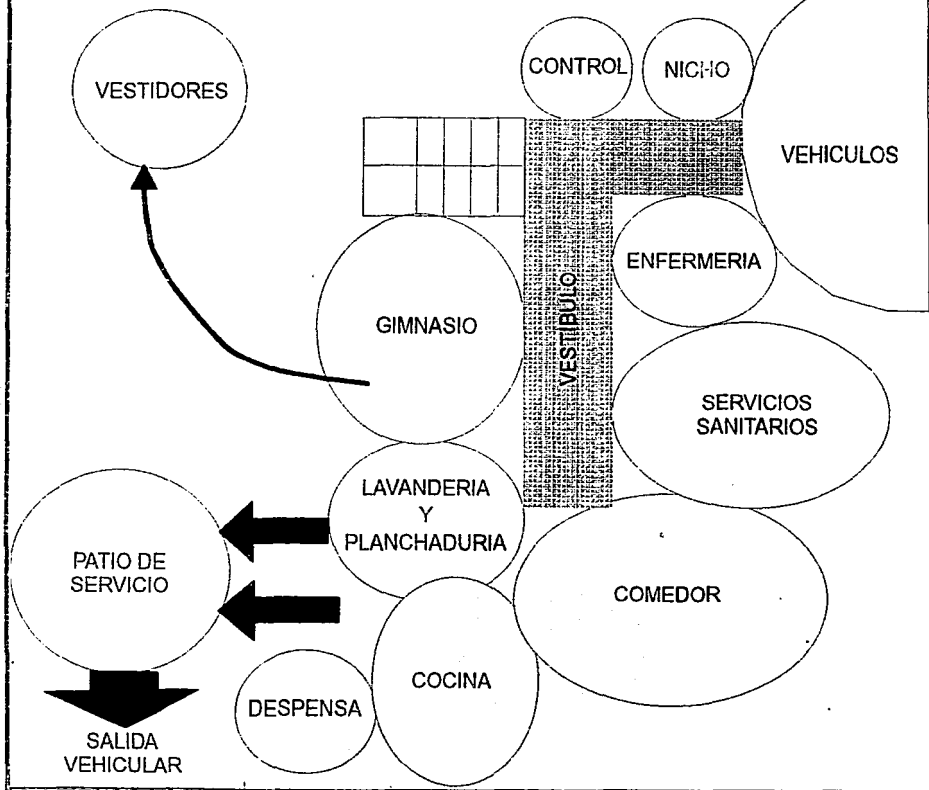 CONTROL
NICHO
VESTIDORES
VEHICULOS
ENFERMERIA
GIMNASIO
VESTIBULO
SERVICIOS
SANITARIOS
LAVANDERIA
Y
PLANCHADURIA
PATIO DE
SERVICIO
COMEDOR
COCINA
DESPENSA
SALIDA
VEHICULAR